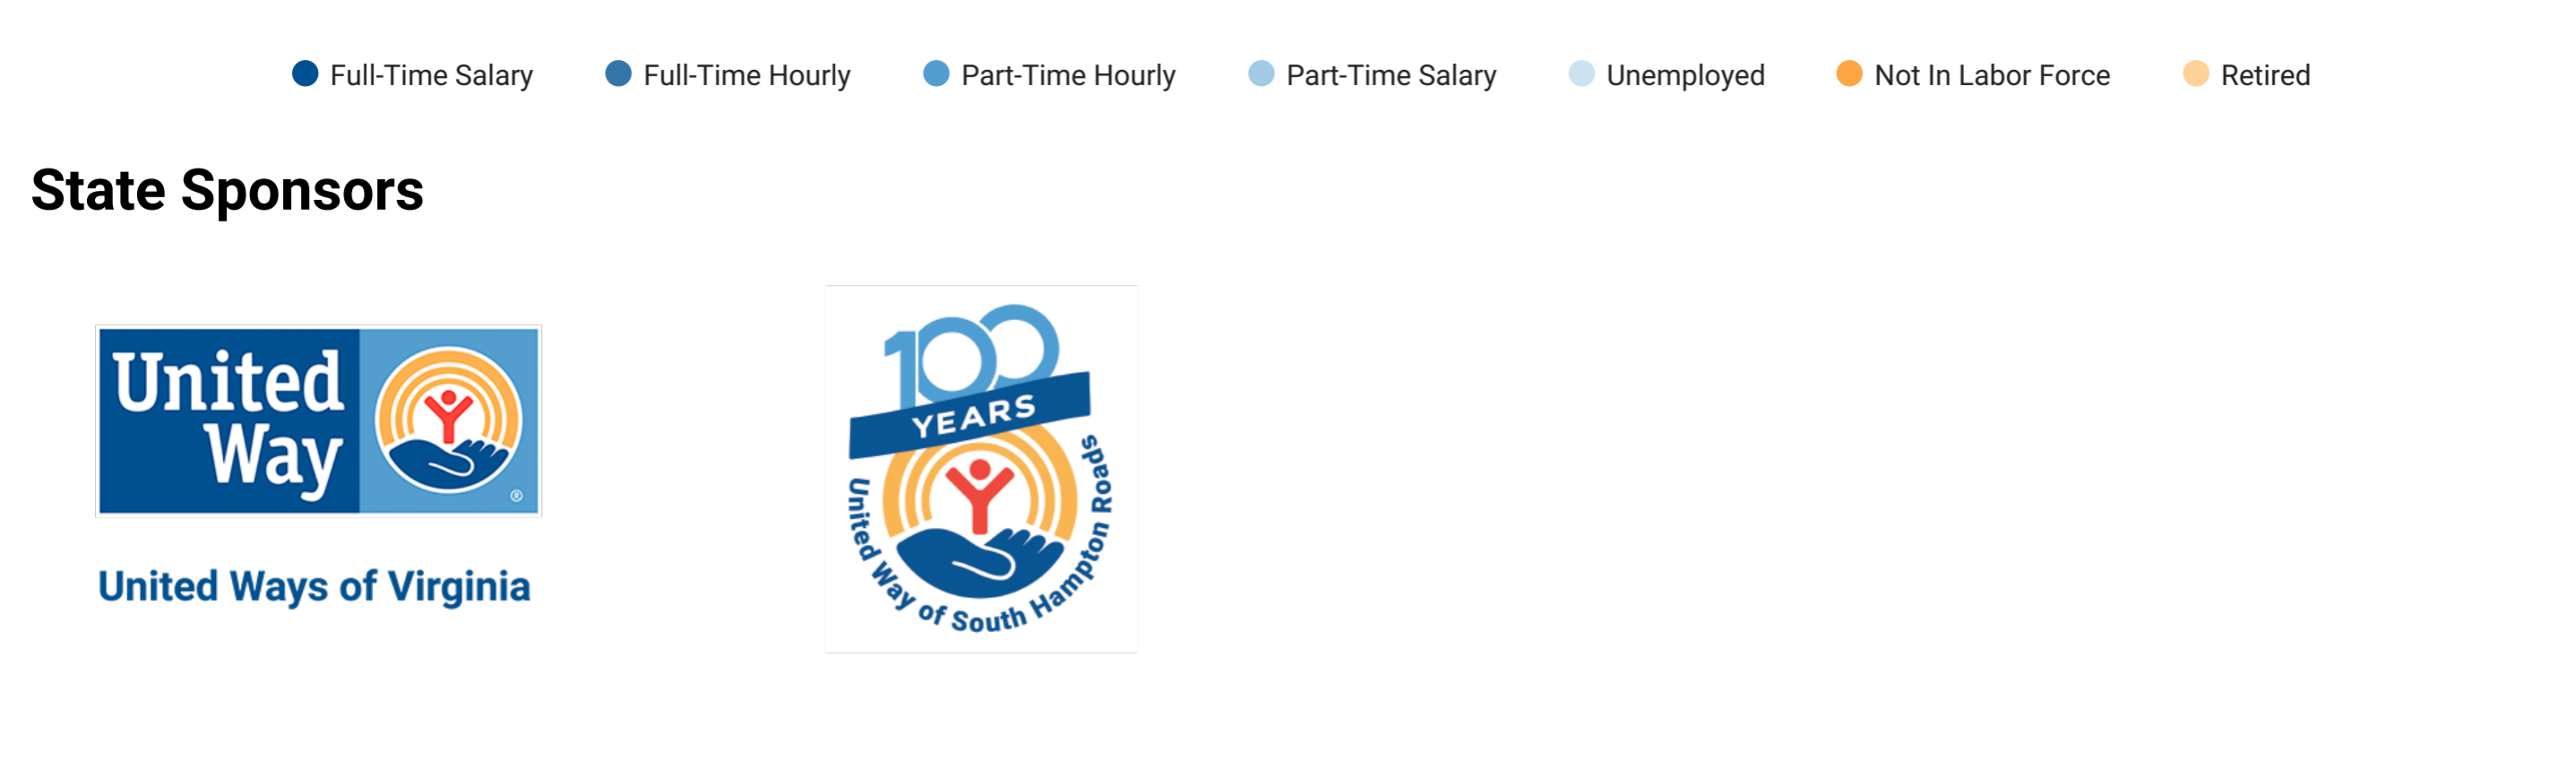 Full-Time Salary Full-Time Hourly Part-Time Hourly Part-Time Salary Unemployed Not In Labor Force Retired
State Sponsors
United
Way
®
United Ways of Virginia
100
YEARS
United Way of South Hampton Roads